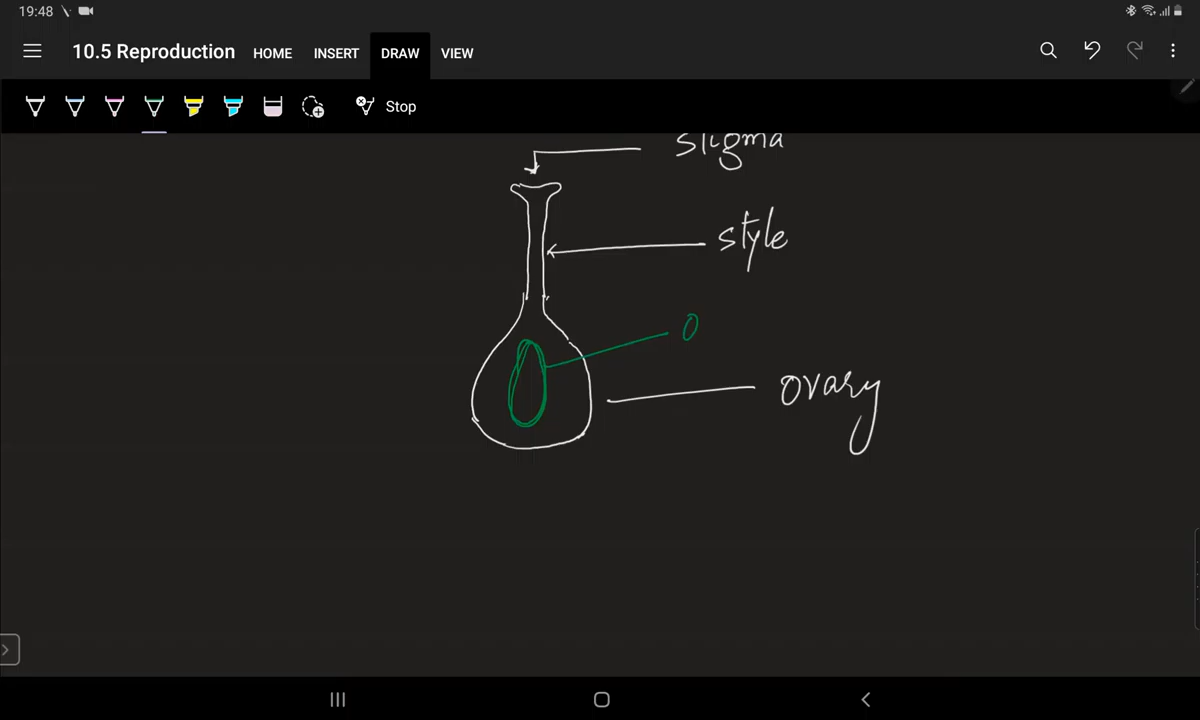 19:48
10.5 Reproduction HOME INSERT DRAW VIEW
Stop
stigma
style
o
ovary